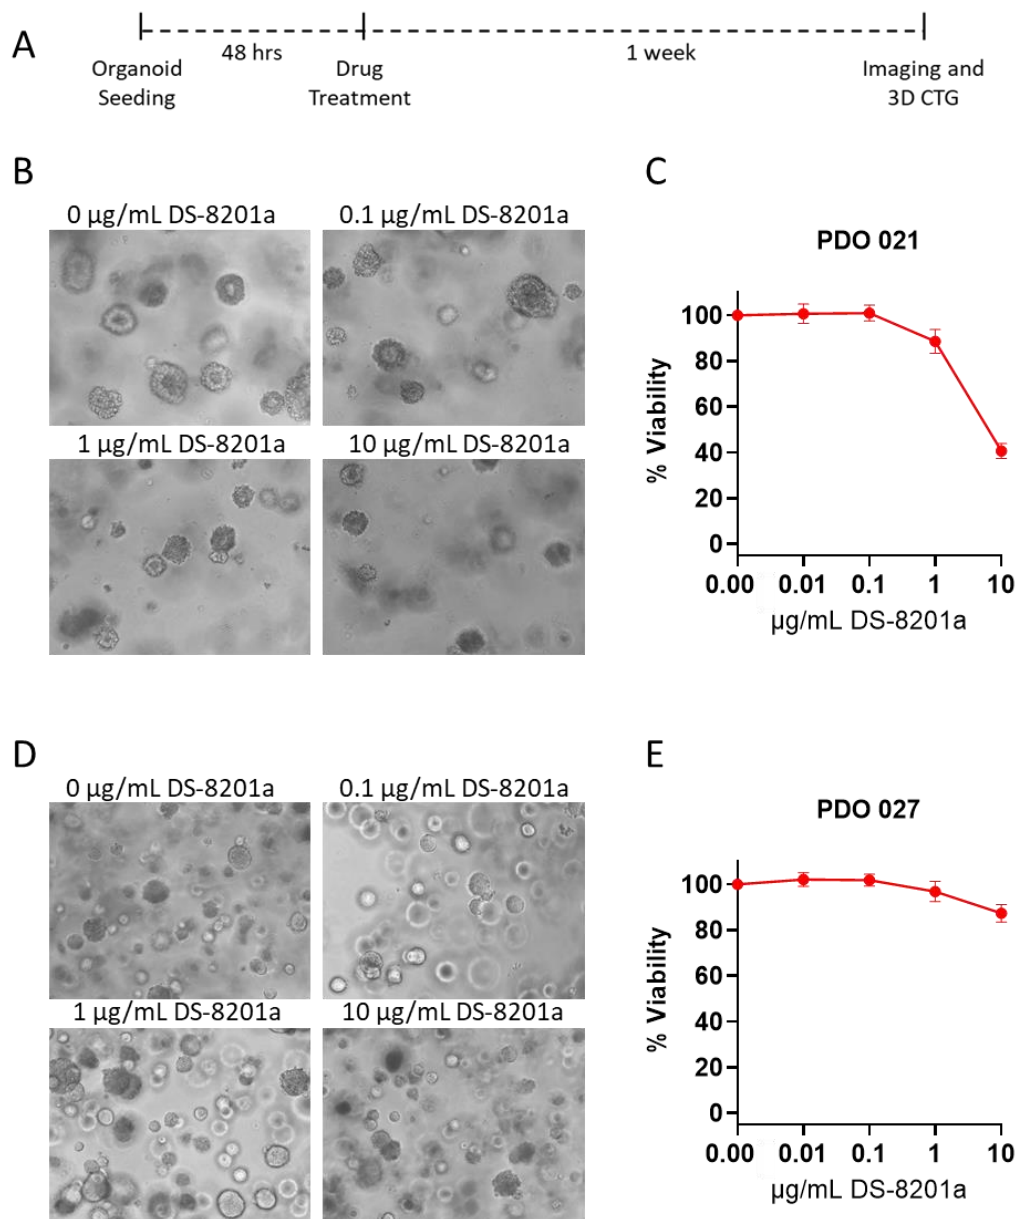 A
48 hrs
1 week
Organoid
Seeding
Drug
Treatment
Imaging and
3D CTG
B
0 µg/mL DS-8201a
0.1 µg/mL DS-8201a
1 µg/mL DS-8201a
10 µg/mL DS-8201a
C
PDO 021
% Viability
100
80
60
40
20
0
0.00 0.01 0.1 1 10
µg/mL DS-8201a
D
0 µg/mL DS-8201a
0.1 µg/mL DS-8201a
1 µg/mL DS-8201a
10 µg/mL DS-8201a
E
PDO 027
% Viability
100
80
60
40
20
0
0.00 0.01 0.1 1 10
µg/mL DS-8201a